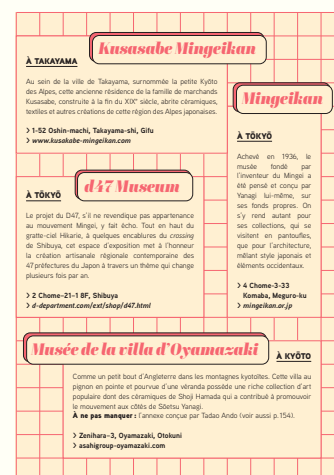 Kusasabe Mingeikan
À TAKAYAMA
Au sein de la ville de Takayama, surnommée la petite Kyōto
des Alpes, cette ancienne résidence de la famille de marchands
Kusasabe, construite à la fin du XIXᵉ siècle, abrite céramiques,
textiles et autres créations de cette région des Alpes japonaises.
> 1-52 Oshin-machi, Takayama-shi, Gifu
> www.kusakabe-mingeikan.com
Mingeikan
À TŌKYŌ
Achevé en 1936, le
musée fondé par
l'inventeur du Mingei a
été pensé et conçu par
Yanagi lui-même, sur
ses fonds propres. On
s'y rend autant pour
ses collections, qui se
visitent en pantoufles,
que pour l'architecture,
mêlant style japonais et
éléments occidentaux.
> 4 Chome-3-33
Komaba, Meguro-ku
> mingeikan.or.jp
d47 Museum
À TŌKYŌ
Le projet du D47, s'il ne revendique pas appartenance
au mouvement Mingei, y fait écho. Tout en haut du
gratte-ciel Hikarie, à quelques encablures du crossing
de Shibuya, cet espace d'exposition met à l'honneur
la création artisanale régionale contemporaine des
47 préfectures du Japon à travers un thème qui change
plusieurs fois par an.
> 2 Chome-21-1 8F, Shibuya
> d-department.com/ext/shop/d47.html
Musée de la villa d'Oyamazaki
À KYŌTO
Comme un petit bout d'Angleterre dans les montagnes kyotoïtes. Cette villa au
pignon en pointe et pourvue d'une véranda possède une riche collection d'art
populaire dont des céramiques de Shoji Hamada qui a contribué à promouvoir
le mouvement aux côtés de Sōetsu Yanagi.
À ne pas manquer : l'annexe conçue par Tadao Ando (voir aussi p.154).
> Zenihara-3, Oyamazaki, Otokuni
> asahigroup-oyamazaki.com